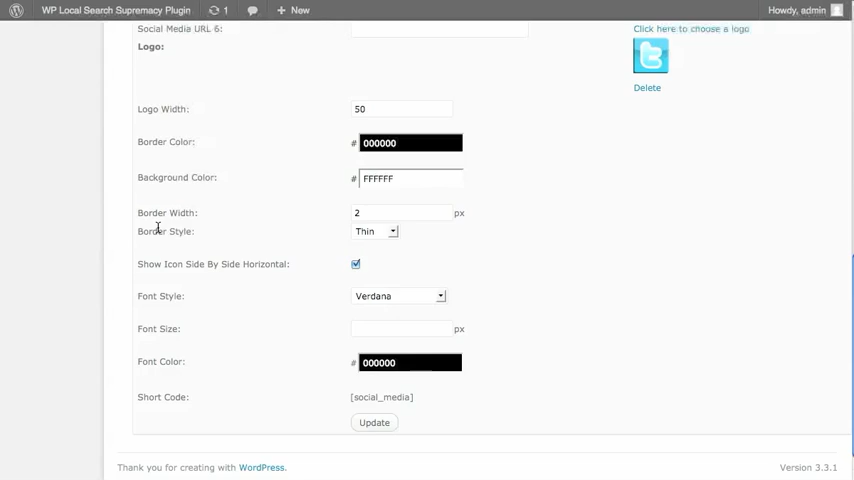 WP Local Search Supremacy Plugin 1 + New Howdy, admin
Social Media URL 6: Click here to choose a logo
Logo:
Delete
Logo Width: 50
Border Color: # 000000
Background Color: # FFFFFF
Border Width: 2 px
Border Style: Thin
Show Icon Side By Side Horizontal:
Font Style: Verdana
Font Size: px
Font Color: # 000000
Short Code: [social_media]
Update
Thank you for creating with WordPress. Version 3.3.1